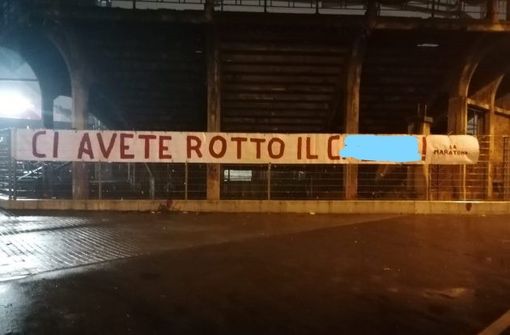 CI AVETE ROTTO IL C
LA
MARATONA